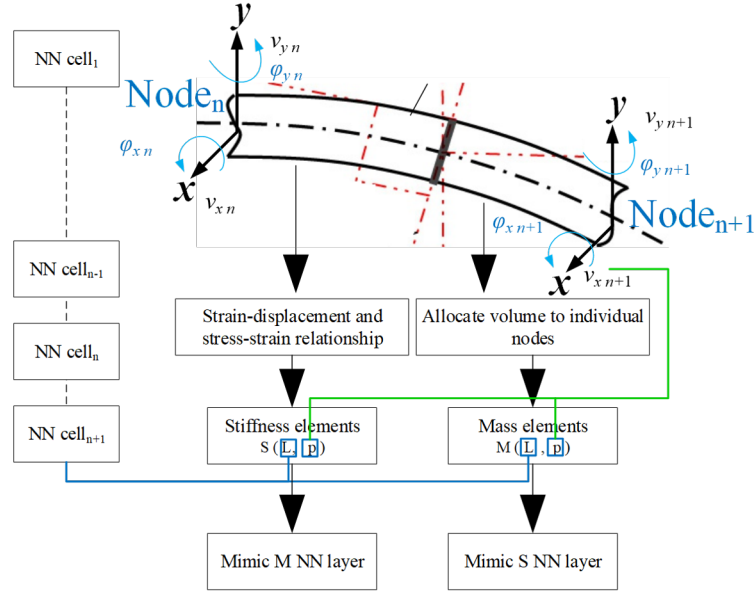 NN cell1
y
vy n
φy n
Noden
φx n
x
vx n
y
vy n+1
φy n+1
Noden+1
φx n+1
x
vx n+1
NN celln-1
Strain-displacement and
stress-strain relationship
Allocate volume to individual
nodes
NN celln
NN celln+1
Stiffness elements
S (L, p)
Mass elements
M (L , p)
Mimic M NN layer
Mimic S NN layer